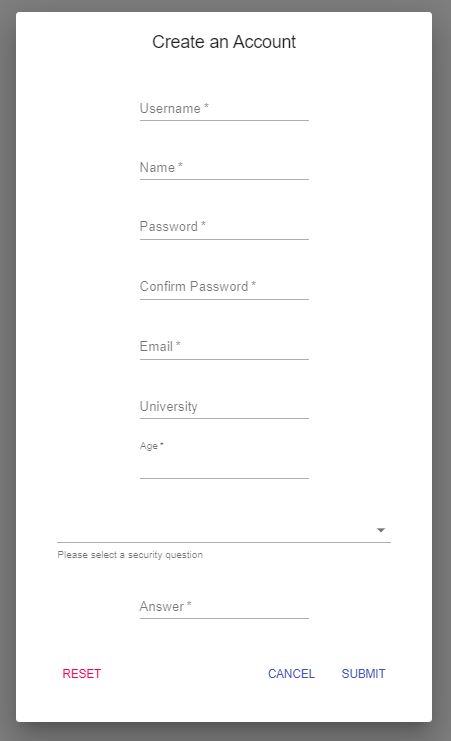 Create an Account
Username *
Name *
Password *
Confirm Password *
Email *
University
Age *
Please select a security question
Answer *
RESET CANCEL SUBMIT